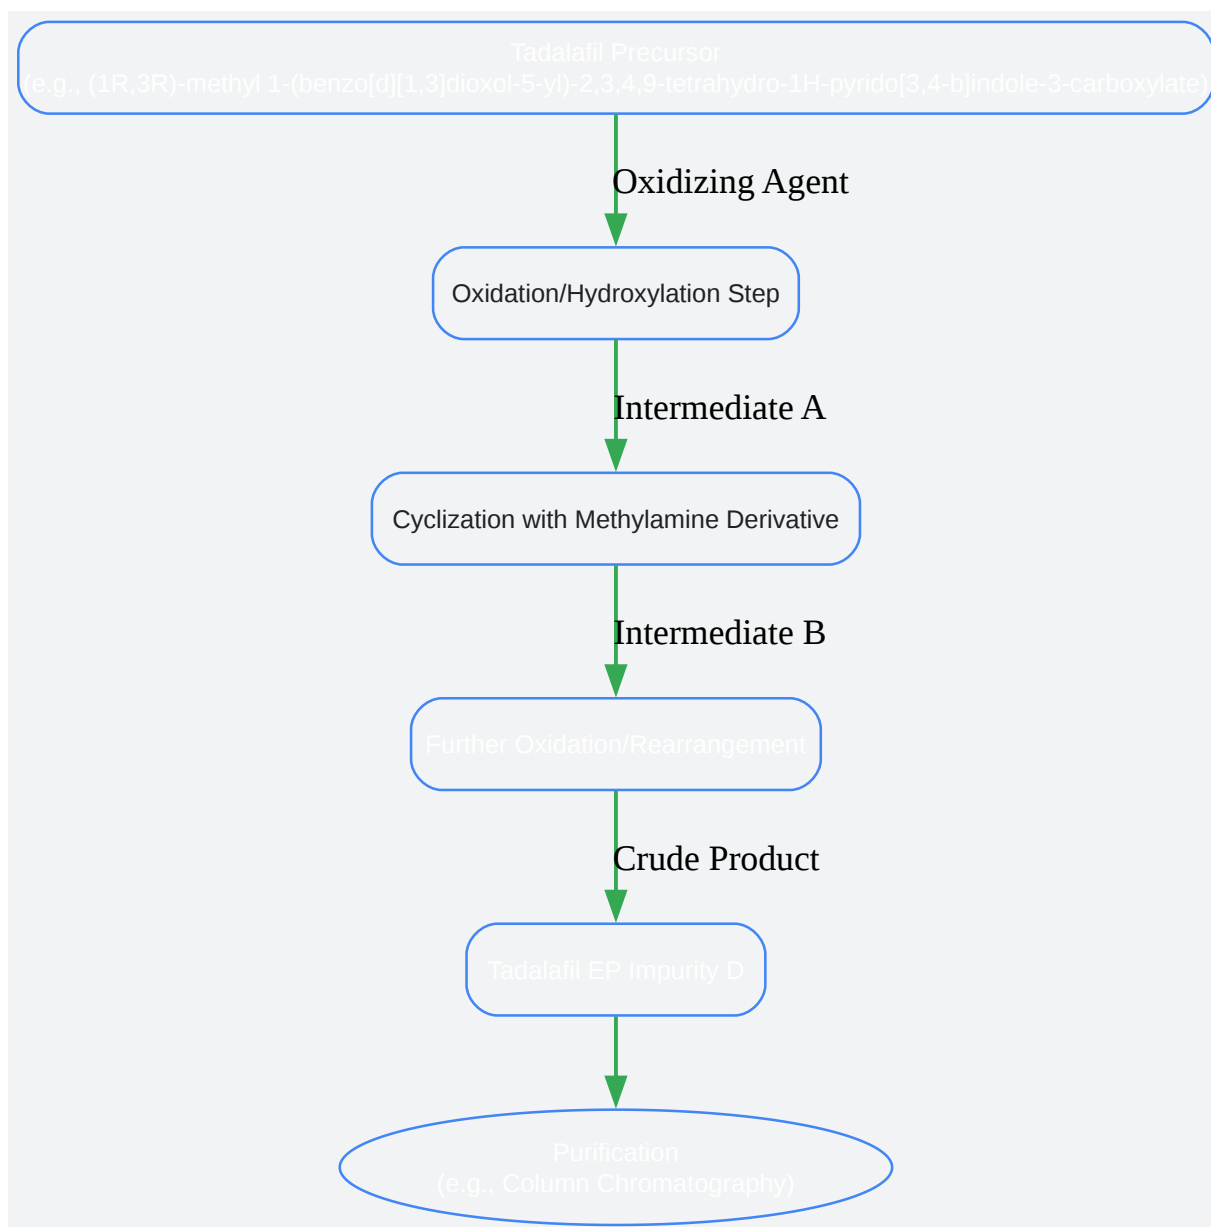 Tadalafil Precursor
(e.g., (1R,3R)-methyl 1-(benzo[d][1,3]dioxol-5-yl)-2,3,4,9-tetrahydro-1H-pyrido[3,4-b]indole-3-carboxylate)
Oxidizing Agent
Oxidation/Hydroxylation Step
Intermediate A
Cyclization with Methylamine Derivative
Intermediate B
Further Oxidation/Rearrangement
Crude Product
Tadalafil EP Impurity D
Purification
(e.g., Column Chromatography)